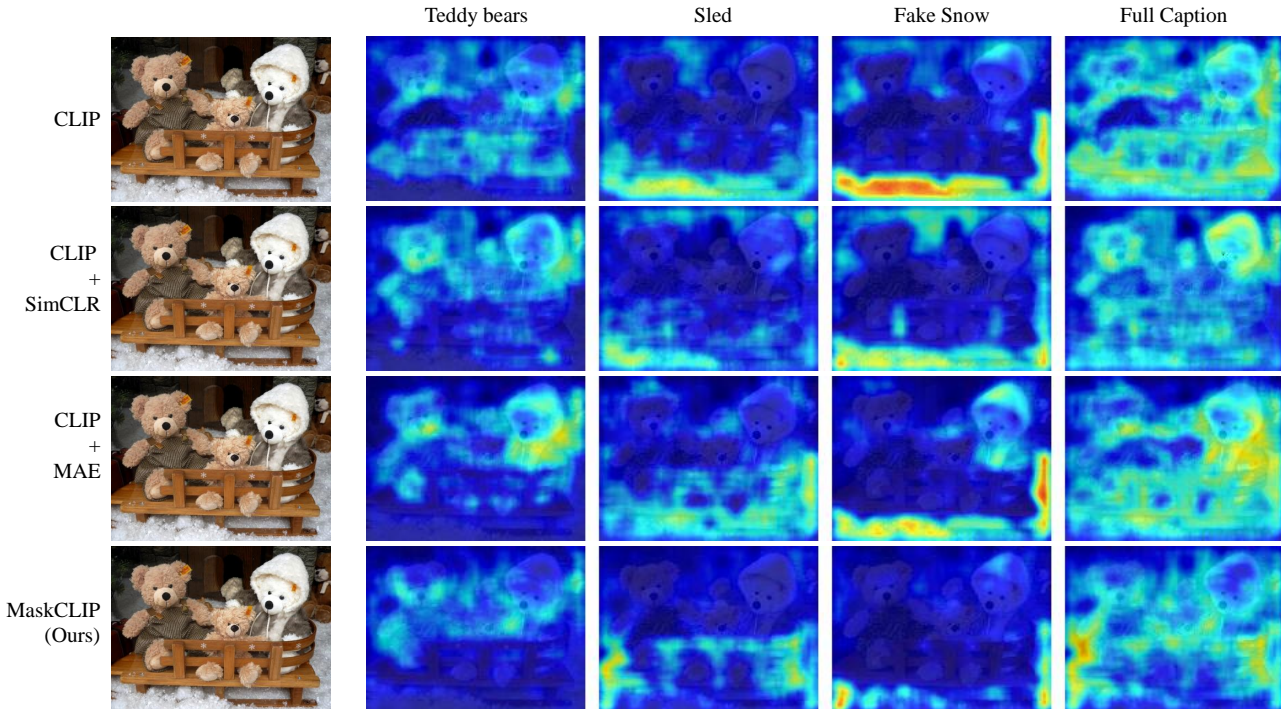 Teddy bears Sled Fake Snow Full Caption
CLIP
CLIP
+
SimCLR
CLIP
+
MAE
MaskCLIP
(Ours)